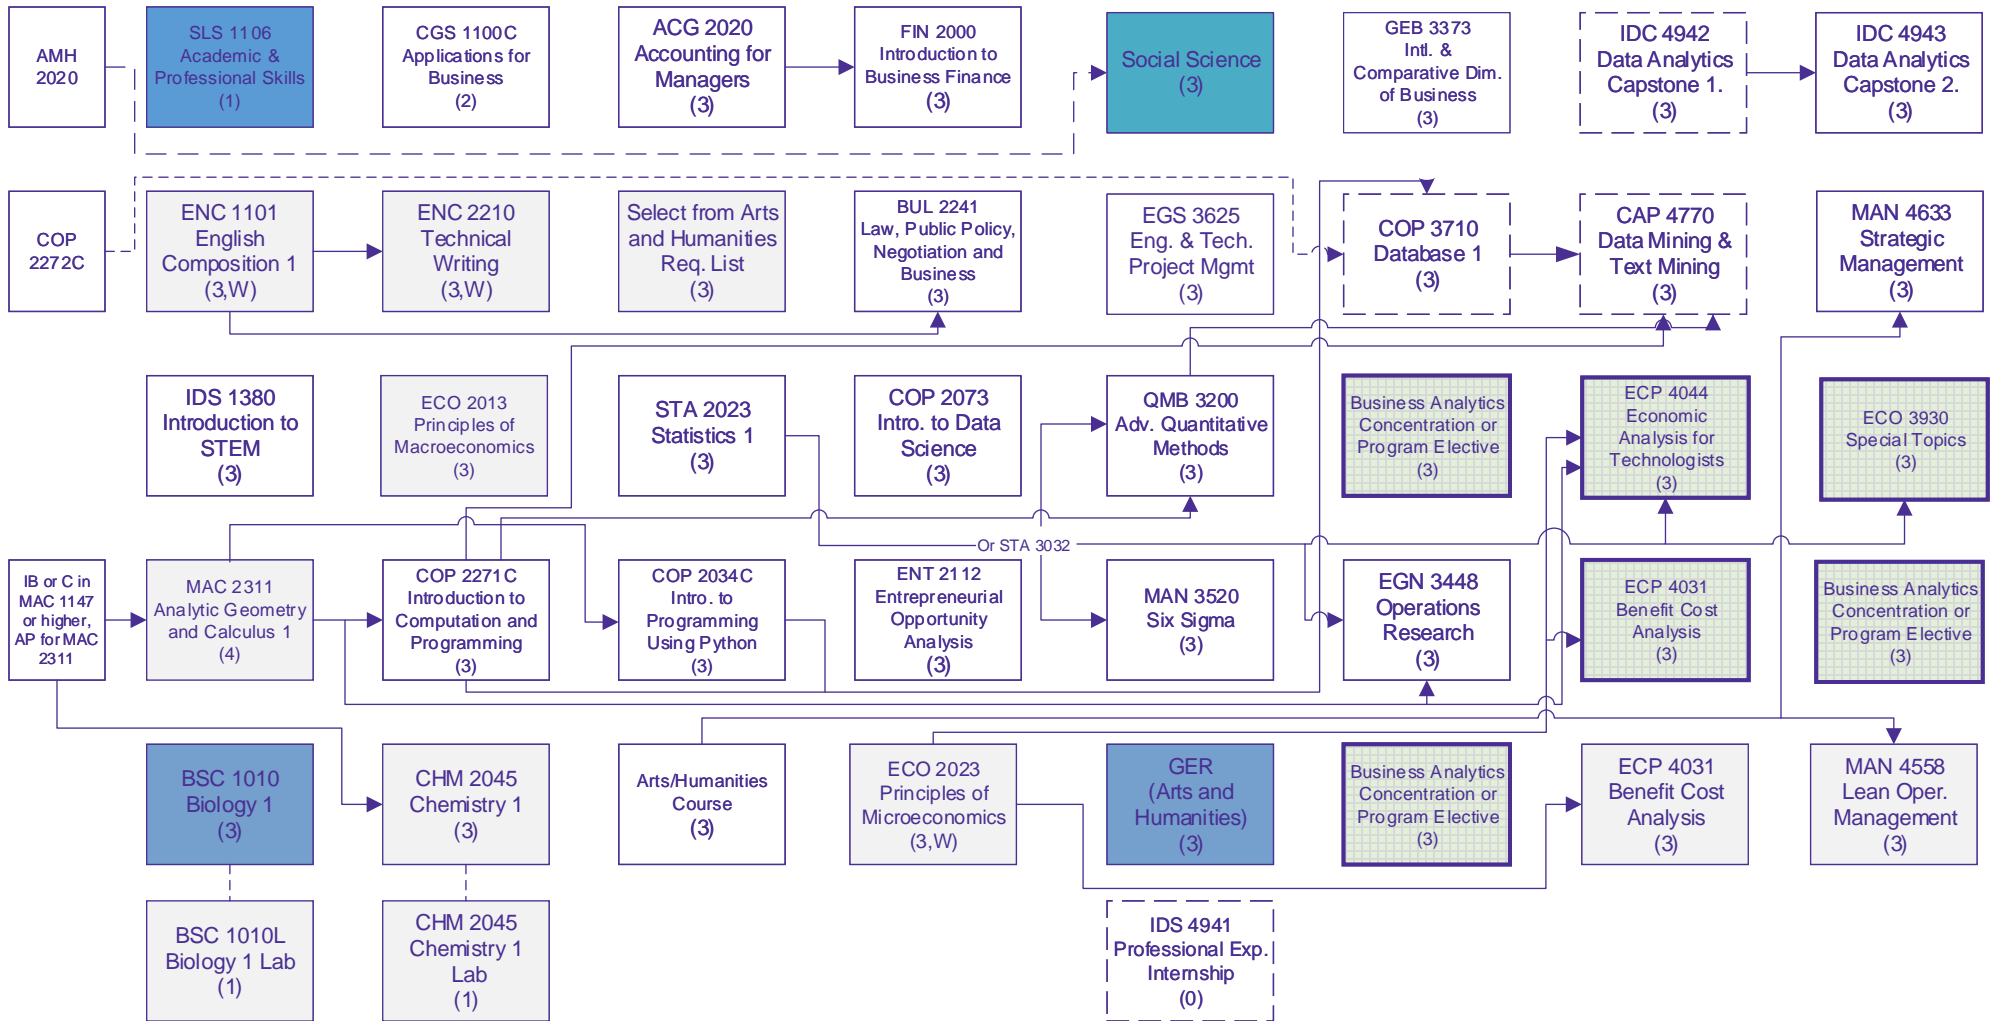 AMH
2020
SLS 1106
Academic &
Professional Skills
(1)
CGS 1100C
Applications for
Business
(2)
ACG 2020
Accounting for
Managers
(3)
FIN 2000
Introduction to
Business Finance
(3)
Social Science
(3)
GEB 3373
Intl. &
Comparative Dim.
of Business
(3)
IDC 4942
Data Analytics
Capstone 1.
(3)
IDC 4943
Data Analytics
Capstone 2.
(3)
COP
2272C
ENC 1101
English
Composition 1
(3,W)
ENC 2210
Technical
Writing
(3,W)
Select from Arts
and Humanities
Req. List
(3)
BUL 2241
Law, Public Policy,
Negotiation and
Business
(3)
EGS 3625
Eng. & Tech.
Project Mgmt
(3)
COP 3710
Database 1
(3)
CAP 4770
Data Mining &
Text Mining
(3)
MAN 4633
Strategic
Management
(3)
IDS 1380
Introduction to
STEM
(3)
ECO 2013
Principles of
Macroeconomics
(3)
STA 2023
Statistics 1
(3)
COP 2073
Intro. to Data
Science
(3)
QMB 3200
Adv. Quantitative
Methods
(3)
Business Analytics
Concentration or
Program Elective
(3)
ECP 4044
Economic
Analysis for
Technologists
(3)
ECO 3930
Special Topics
(3)
Or STA 3032
IB or C in
MAC 1147
or higher,
AP for MAC
2311
MAC 2311
Analytic Geometry
and Calculus 1
(4)
COP 2271C
Introduction to
Computation and
Programming
(3)
COP 2034C
Intro. to
Programming
Using Python
(3)
ENT 2112
Entrepreneurial
Opportunity
Analysis
(3)
MAN 3520
Six Sigma
(3)
EGN 3448
Operations
Research
(3)
ECP 4031
Benefit Cost
Analysis
(3)
Business Analytics
Concentration or
Program Elective
(3)
BSC 1010
Biology 1
(3)
CHM 2045
Chemistry 1
(3)
Arts/Humanities
Course
(3)
ECO 2023
Principles of
Microeconomics
(3,W)
GER
(Arts and
Humanities)
(3)
Business Analytics
Concentration or
Program Elective
(3)
ECP 4031
Benefit Cost
Analysis
(3)
MAN 4558
Lean Oper.
Management
(3)
BSC 1010L
Biology 1 Lab
(1)
CHM 2045
Chemistry 1
Lab
(1)
IDS 4941
Professional Exp.
Internship
(0)